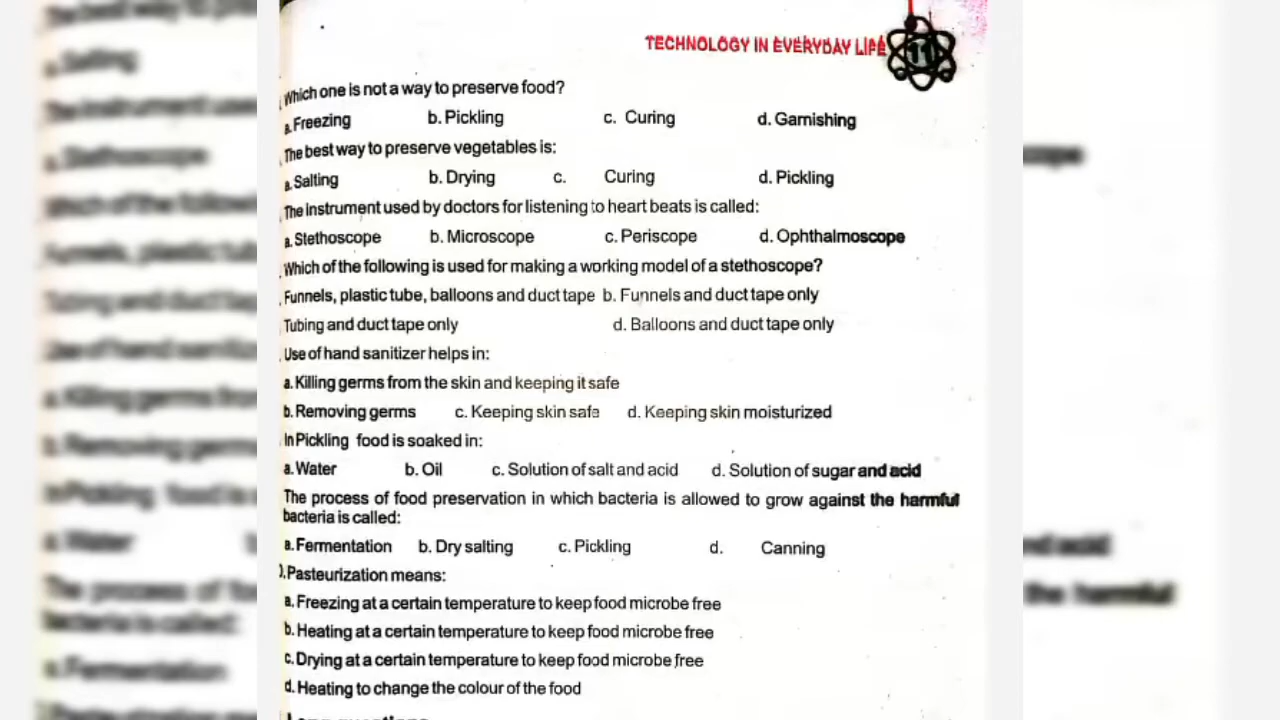 TECHNOLOGY IN EVERYDAY LIFE
11
Which one is not a way to preserve food?
a. Freezing b. Pickling c. Curing d. Garnishing
The best way to preserve vegetables is:
a. Salting b. Drying c. Curing d. Pickling
The instrument used by doctors for listening to heart beats is called:
a. Stethoscope b. Microscope c. Periscope d. Ophthalmoscope
Which of the following is used for making a working model of a stethoscope?
Funnels, plastic tube, balloons and duct tape b. Funnels and duct tape only
Tubing and duct tape only d. Balloons and duct tape only
Use of hand sanitizer helps in:
a. Killing germs from the skin and keeping it safe
b. Removing germs c. Keeping skin safe d. Keeping skin moisturized
In Pickling food is soaked in:
a. Water b. Oil c. Solution of salt and acid d. Solution of sugar and acid
The process of food preservation in which bacteria is allowed to grow against the harmful
bacteria is called:
a. Fermentation b. Dry salting c. Pickling d. Canning
Pasteurization means:
a. Freezing at a certain temperature to keep food microbe free
b. Heating at a certain temperature to keep food microbe free
c. Drying at a certain temperature to keep food microbe free
d. Heating to change the colour of the food